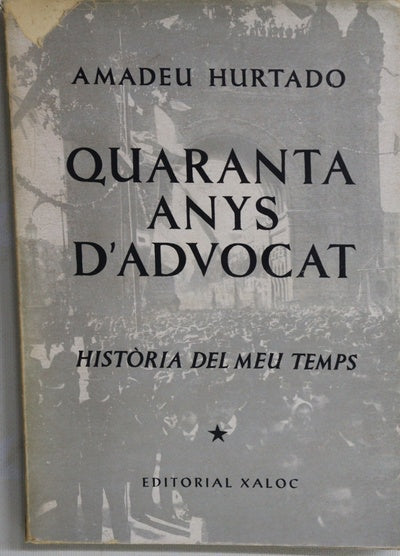 AMADEU HURTADO
QUARANTA
ANYS
D'ADVOCAT
HISTÒRIA DEL MEU TEMPS
EDITORIAL XALOC